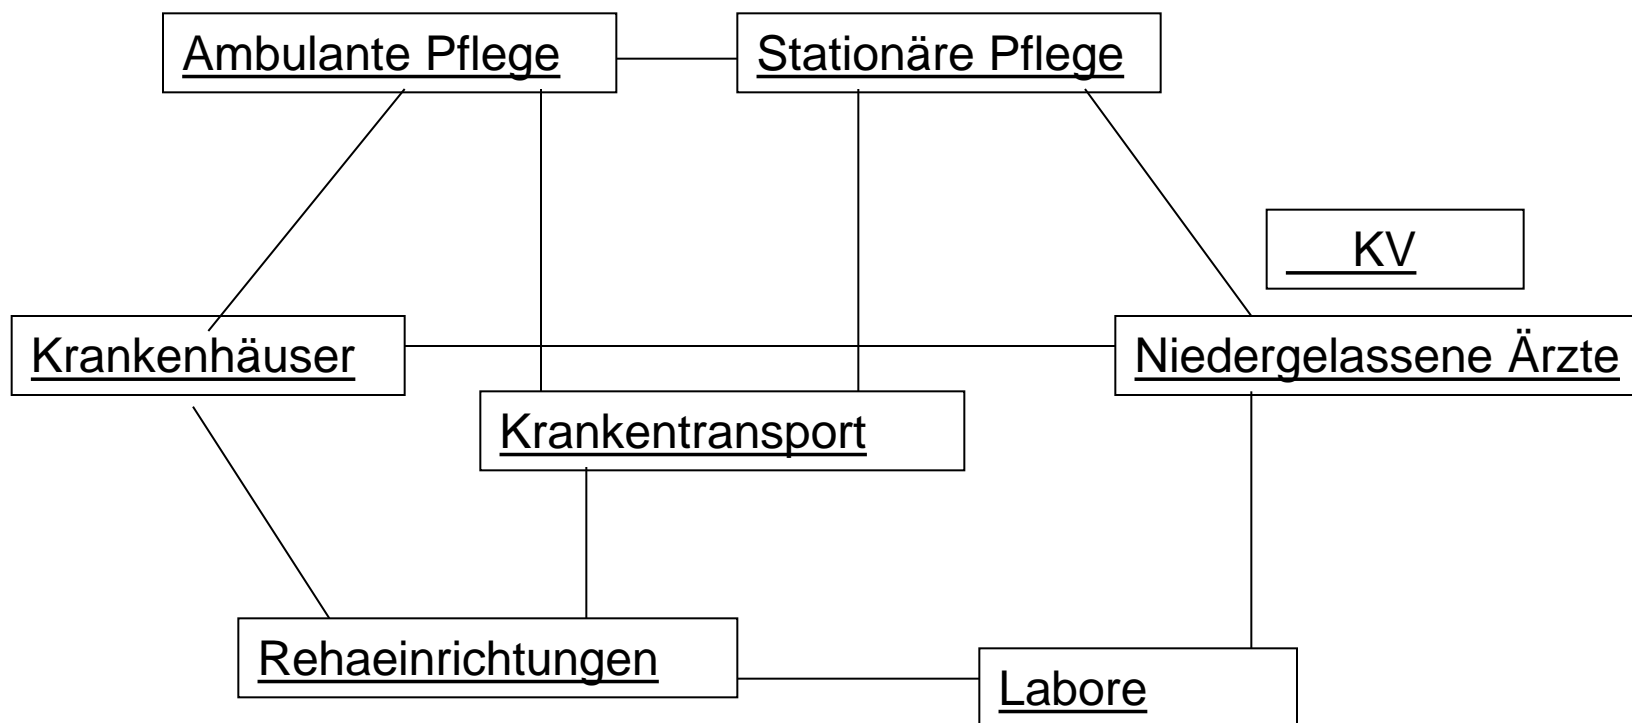 Ambulante Pflege
Stationäre Pflege
KV
Krankenhäuser
Niedergelassene Ärzte
Krankentransport
Rehaeinrichtungen
Labore